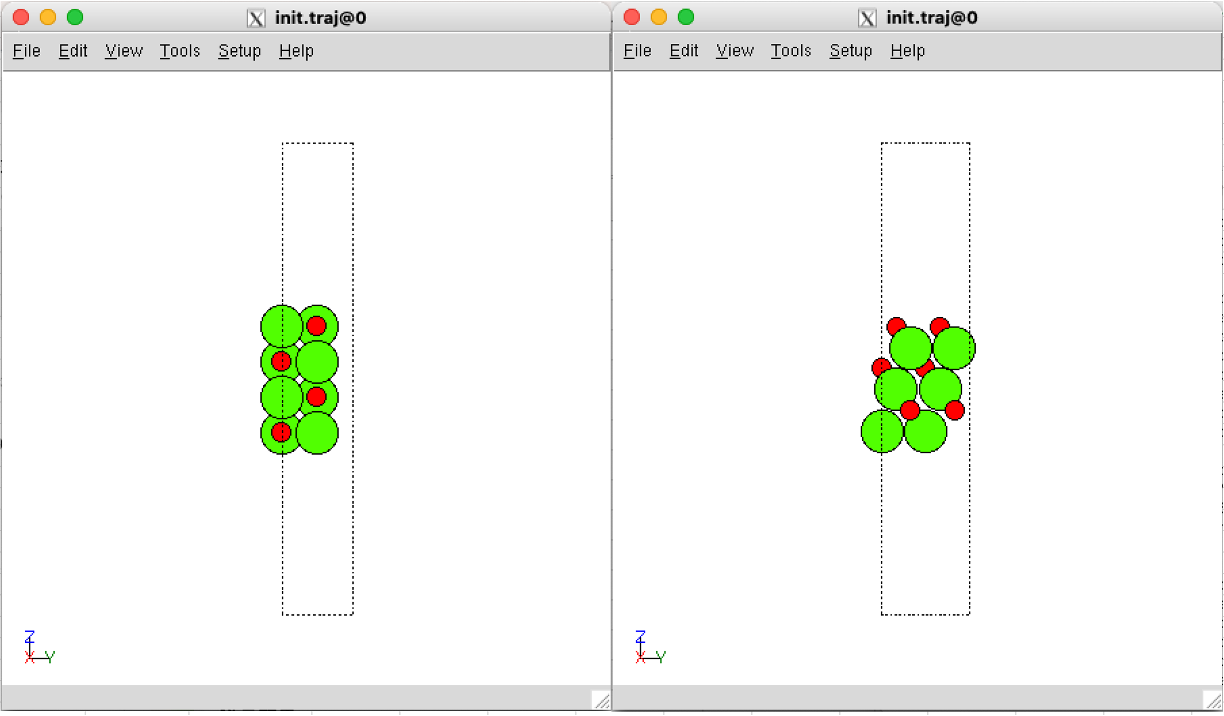 init.traj@0
File Edit View Tools Setup Help
Z
X Y
init.traj@0
File Edit View Tools Setup Help
Z
X Y